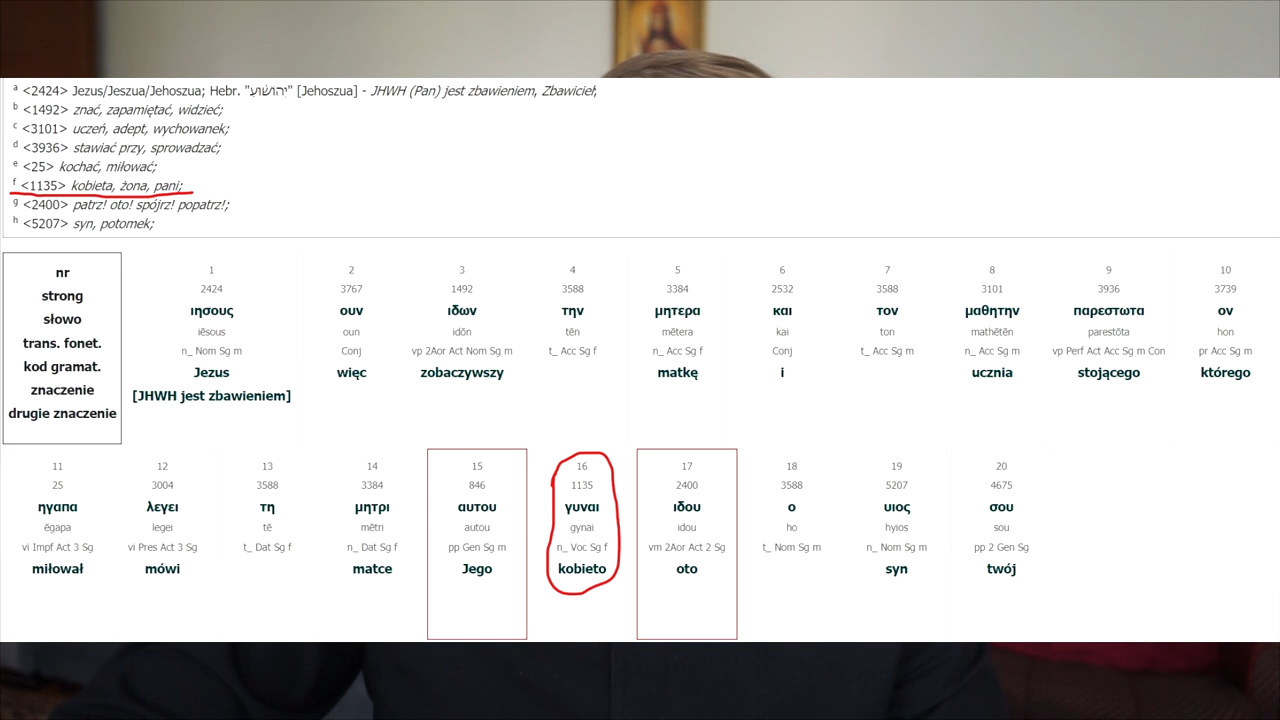 a <2424> Jezus/Jeszua/Jehoszua; Hebr. "יהושוע" [Jehoszua] - JHWH (Pan) jest zbawieniem, Zbawiciel;
b <1492> znać, zapamiętać, widzieć;
c <3101> uczeń, adept, wychowanek;
d <3936> stawiać przy, sprowadzać;
e <25> kochać, miłować;
f <1135> kobieta, żona, pani;
g <2400> patrz! oto! spójrz! popatrz!;
h <5207> syn, potomek;
nr 1 2 3 4 5 6 7 8 9 10
strong 2424 3767 1492 3588 3384 2532 3588 3101 3936 3739
słowo ιησους ουν ιδων την μητερα και τον μαθητην παρεστωτα ον
trans. fonet. iēsous oun idōn tēn mētera kai ton mathētēn parestōta hon
kod gramat. n_ Nom Sg m Conj vp 2Aor Act Nom Sg m t_ Acc Sg f n_ Acc Sg f Conj t_ Acc Sg m n_ Acc Sg m vp Perf Act Acc Sg m Con pr Acc Sg m
znaczenie Jezus więc zobaczywszy matkę i ucznia stojącego którego
drugie znaczenie [JHWH jest zbawieniem]
11 12 13 14 15 16 17 18 19 20
25 3004 3588 3384 846 1135 2400 3588 5207 4675
ηγαπα λεγει τη μητρι αυτου γυναι ιδου ο υιος σου
ēgapa legei tē mētri autou gynai idou ho hyios sou
vi Impf Act 3 Sg vi Pres Act 3 Sg t_ Dat Sg f n_ Dat Sg f pp Gen Sg m n_ Voc Sg f vm 2Aor Act 2 Sg t_ Nom Sg m n_ Nom Sg m pp 2 Gen Sg
miłował mówi matce Jego kobieto oto syn twój